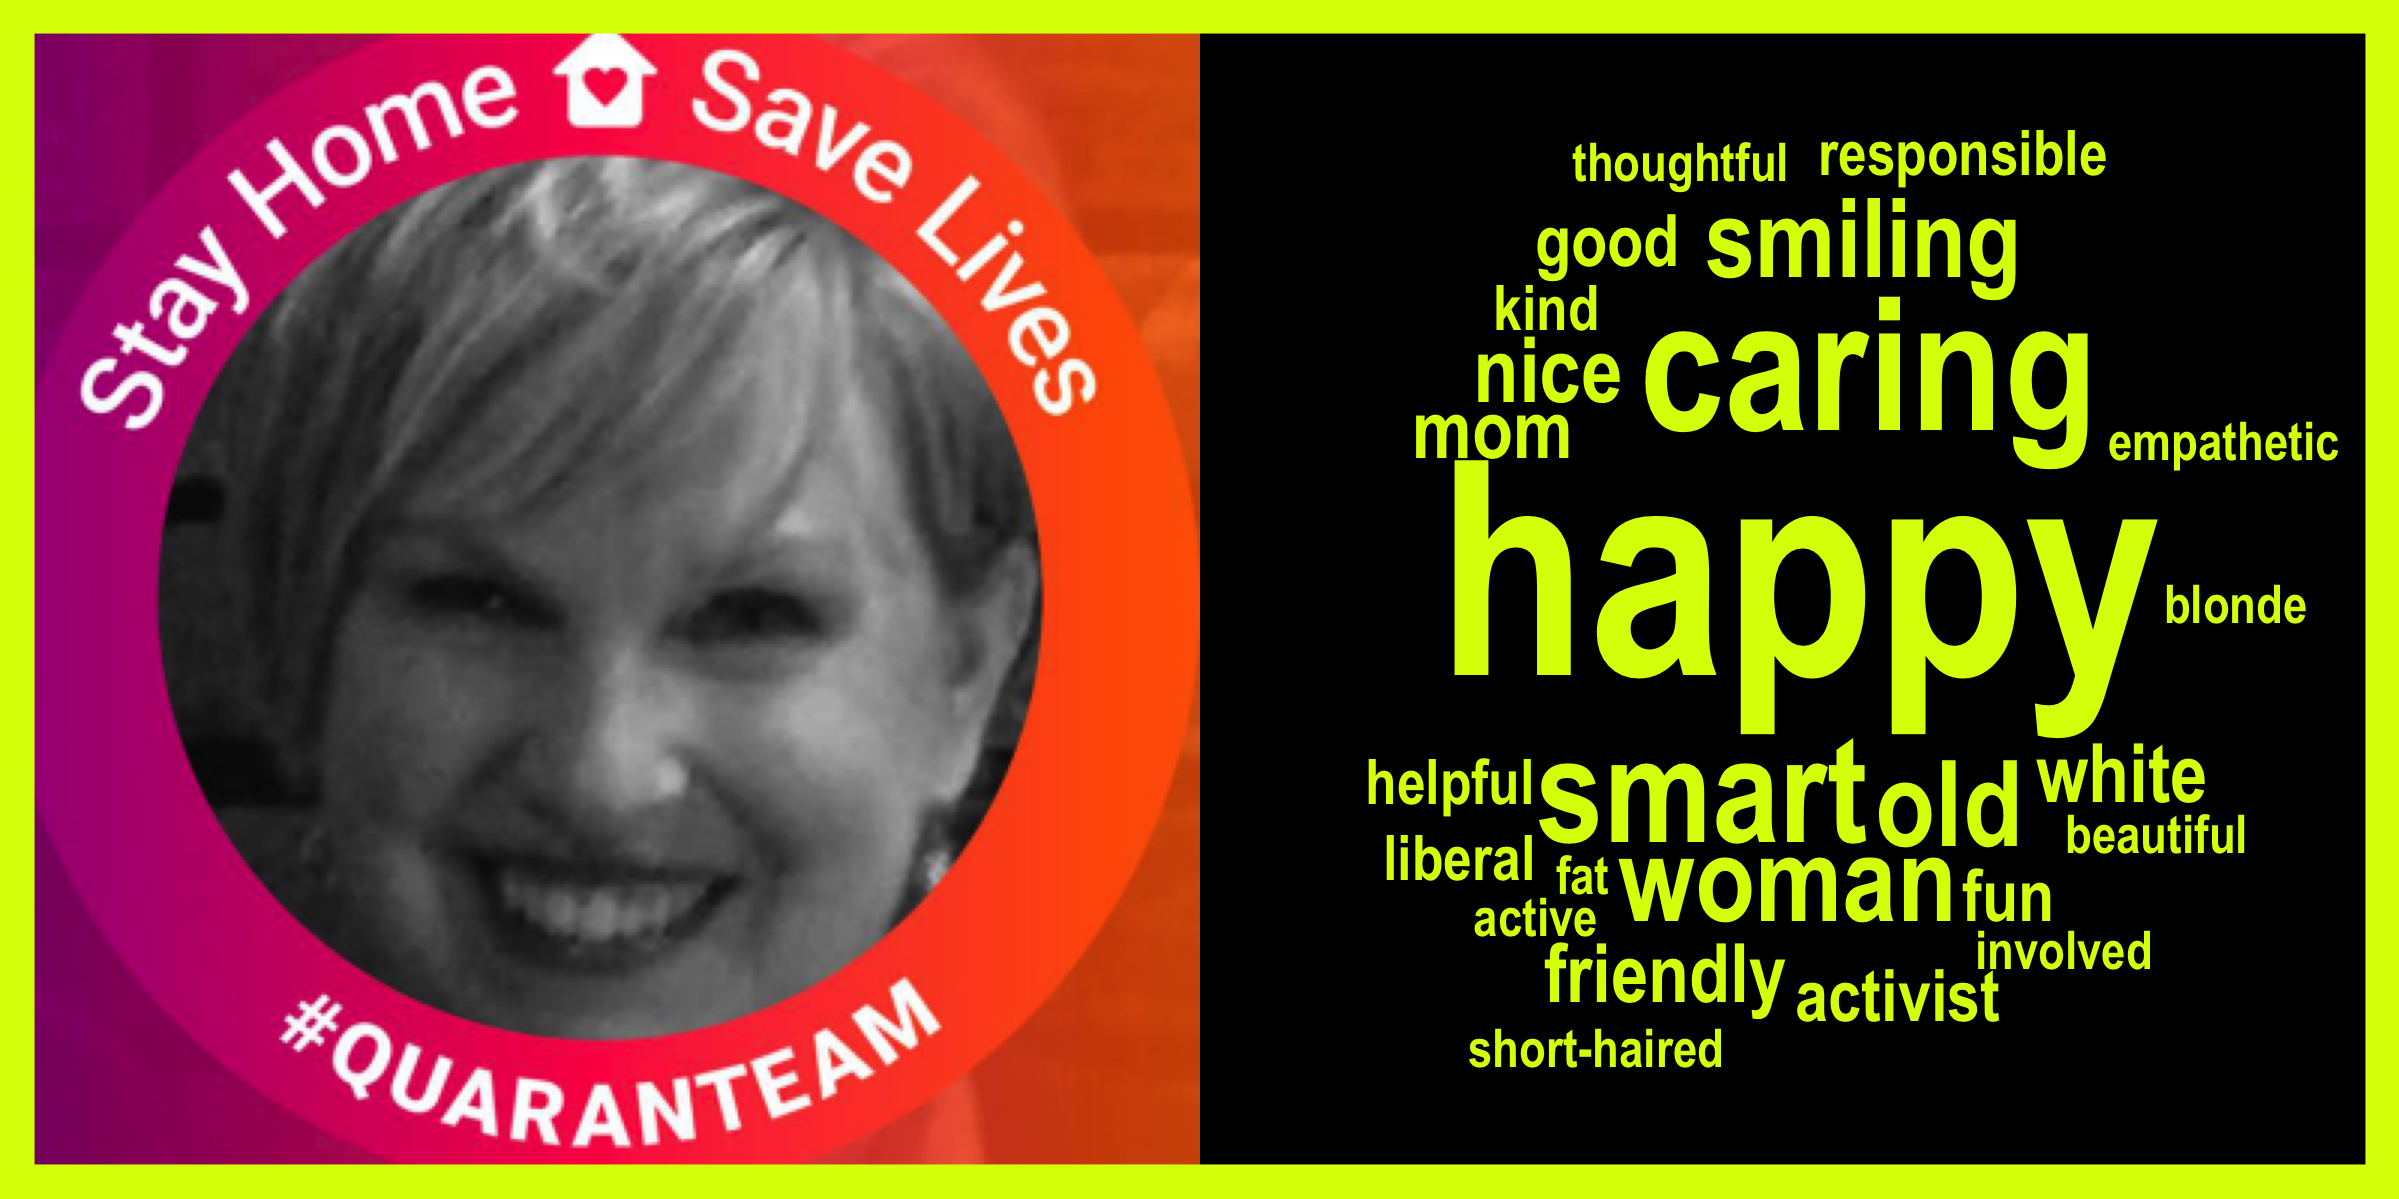 Stay Home Save Lives
#QUARANTEAM
thoughtful responsible
good smiling
kind
nice caring
mom empathetic
happy
blonde
helpful smart old white
beautiful
liberal fat woman fun
active
involved
friendly activist
short-haired